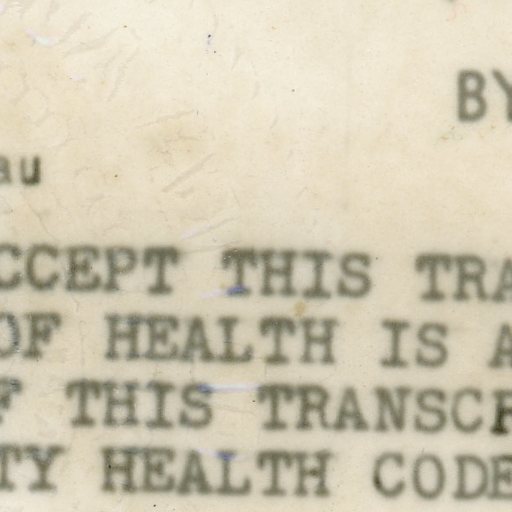 BY
au
CCEPT THIS TRA
OF HEALTH IS A
F THIS TRANSCR
TY HEALTH CODE